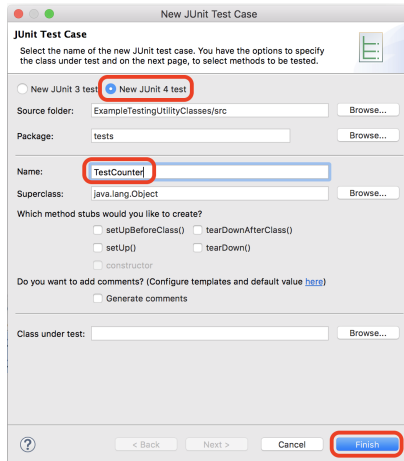 New JUnit Test Case
JUnit Test Case
Select the name of the new JUnit test case. You have the options to specify
the class under test and on the next page, to select methods to be tested.
New JUnit 3 test New JUnit 4 test
Source folder: ExampleTestingUtilityClasses/src Browse...
Package: tests Browse...
Name: TestCounter
Superclass: java.lang.Object Browse...
Which method stubs would you like to create?
setUpBeforeClass() tearDownAfterClass()
setUp() tearDown()
constructor
Do you want to add comments? (Configure templates and default value here)
Generate comments
Class under test: Browse...
? < Back Next > Cancel Finish